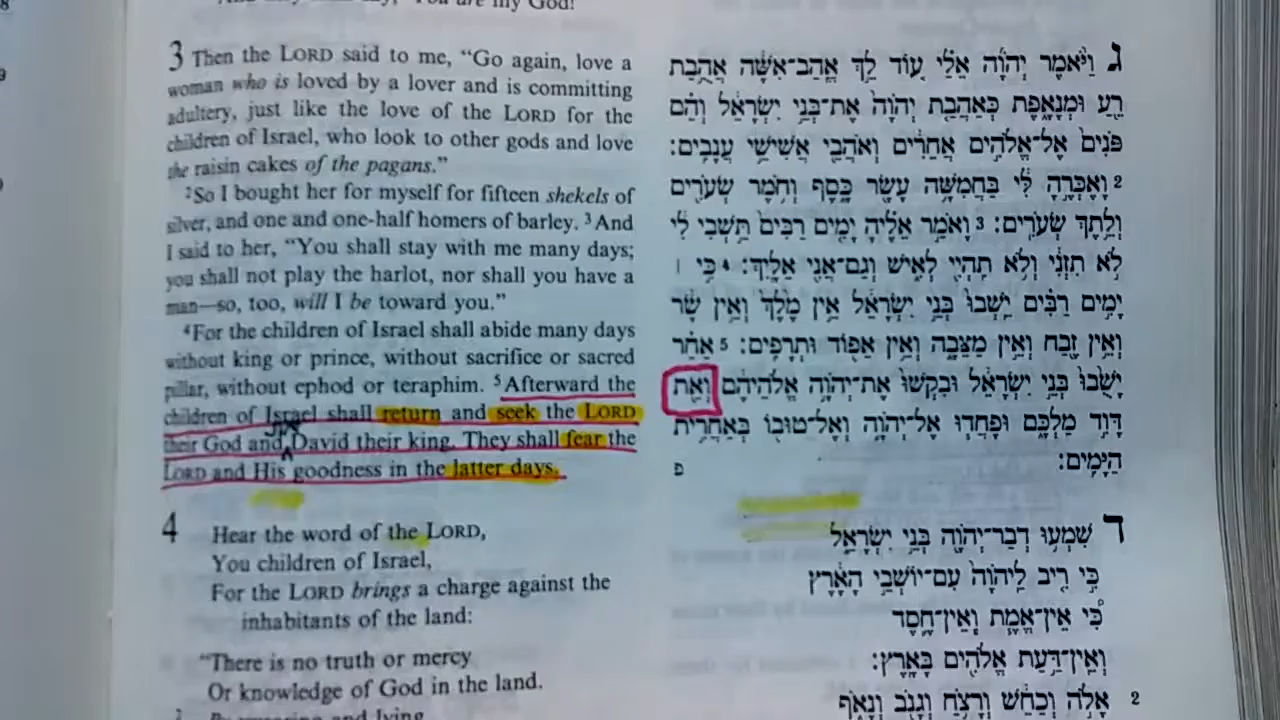 my God!"
3 Then the LORD said to me, "Go again, love a
woman who is loved by a lover and is committing
adultery, just like the love of the LORD for the
children of Israel, who look to other gods and love
the raisin cakes of the pagans."
²So I bought her for myself for fifteen shekels of
silver, and one and one-half homers of barley. ³And
I said to her, "You shall stay with me many days;
you shall not play the harlot, nor shall you have a
man—so, too, will I be toward you."
⁴For the children of Israel shall abide many days
without king or prince, without sacrifice or sacred
pillar, without ephod or teraphim. ⁵Afterward the
children of Israel shall return and seek the LORD
their God and David their king. They shall fear the
LORD and His goodness in the latter days.
4 Hear the word of the LORD,
You children of Israel,
For the LORD brings a charge against the
inhabitants of the land:
"There is no truth or mercy
Or knowledge of God in the land.
ג וַיֹּאמֶר יְהוָה אֵלַי עוֹד לֵךְ אֱהַב־אִשָּׁה אֲהֻבַת
רֵעַ וּמְנָאָפֶת כְּאַהֲבַת יְהוָה אֶת־בְּנֵי יִשְׂרָאֵל וְהֵם
פֹּנִים אֶל־אֱלֹהִים אֲחֵרִים וְאֹהֲבֵי אֲשִׁישֵׁי עֲנָבִים׃
2 וָאֶכְּרֶהָ לִּי בַּחֲמִשָּׁה עָשָׂר כָּסֶף וְחֹמֶר שְׂעֹרִים
וְלֵתֶךְ שְׂעֹרִים׃ 3 וָאֹמַר אֵלֶיהָ יָמִים רַבִּים תֵּשְׁבִי לִי
לֹא תִזְנִי וְלֹא תִהְיִי לְאִישׁ וְגַם־אֲנִי אֵלָיִךְ׃ 4 כִּי ׀
יָמִים רַבִּים יֵשְׁבוּ בְּנֵי יִשְׂרָאֵל אֵין מֶלֶךְ וְאֵין שָׂר
וְאֵין זֶבַח וְאֵין מַצֵּבָה וְאֵין אֵפוֹד וּתְרָפִים׃ 5 אַחַר
יָשֻׁבוּ בְּנֵי יִשְׂרָאֵל וּבִקְשׁוּ אֶת־יְהוָה אֱלֹהֵיהֶם וְאֵת
דָּוִד מַלְכָּם וּפָחֲדוּ אֶל־יְהוָה וְאֶל־טוּבוֹ בְּאַחֲרִית
הַיָּמִים׃ פ
ד שִׁמְעוּ דְבַר־יְהוָה בְּנֵי יִשְׂרָאֵל
כִּי רִיב לַיהוָה עִם־יוֹשְׁבֵי הָאָרֶץ
כִּי אֵין־אֱמֶת וְאֵין־חֶסֶד
וְאֵין־דַּעַת אֱלֹהִים בָּאָרֶץ׃
2 אָלֹה וְכַחֵשׁ וְרָצֹחַ וְגָנֹב וְנָאֹף